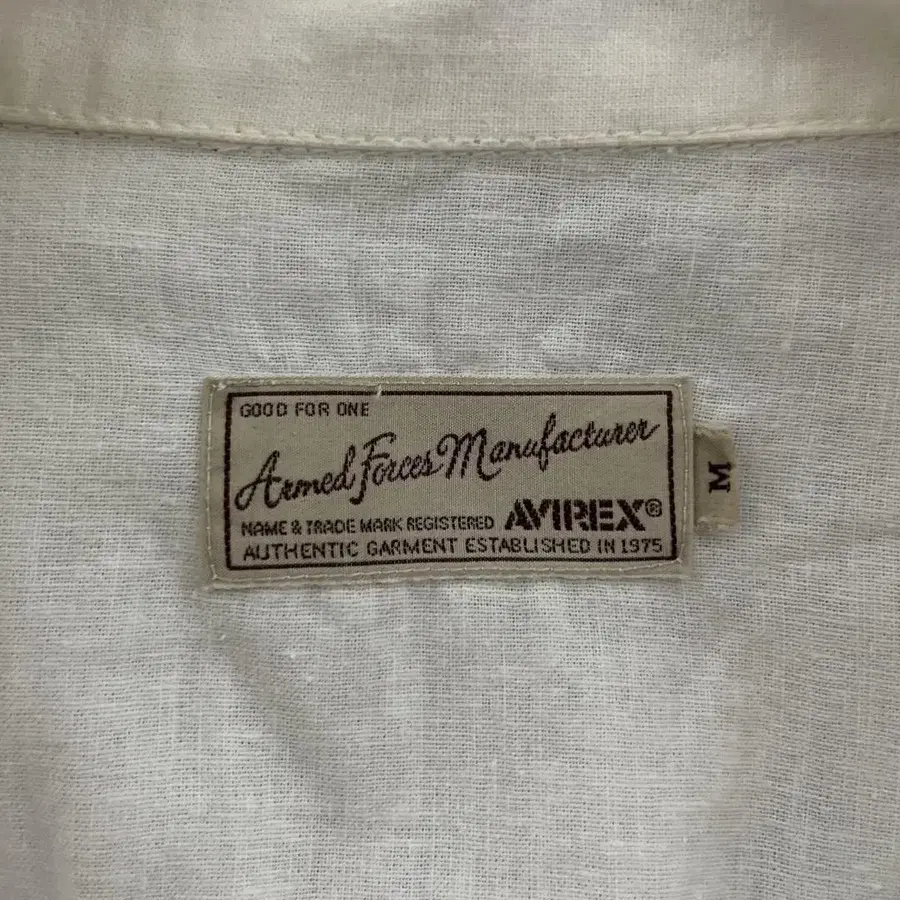 GOOD FOR ONE
Armed Forces Manufacturer
NAME & TRADE MARK REGISTERED AVIREX®
AUTHENTIC GARMENT ESTABLISHED IN 1975
M